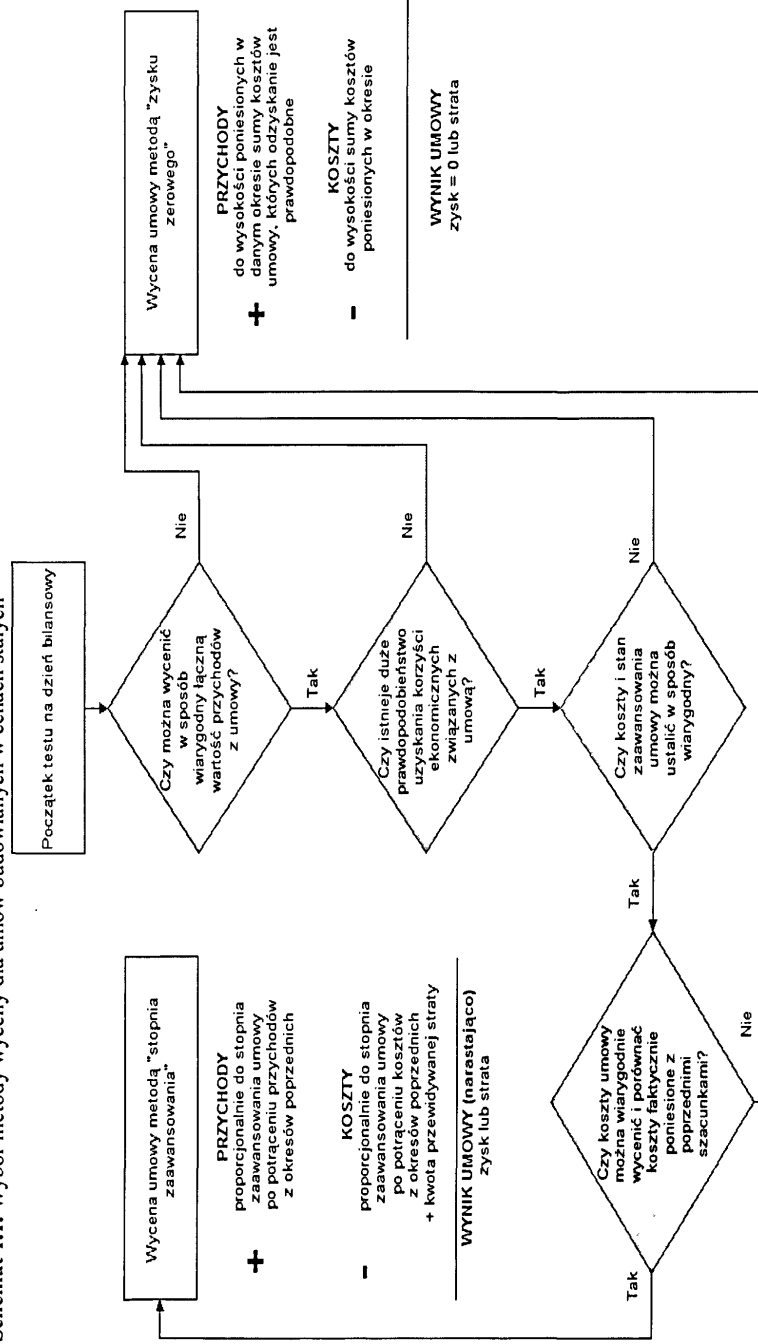 wybór metody wyceny dla umów budowlanych w cenach stałych
Początek testu na dzień bilansowy
Wycena umowy metodą "stopnia
zaawansowania"
PRZYCHODY
+
proporcjonalnie do stopnia
zaawansowania umowy
po potrąceniu przychodów
z okresów poprzednich
KOSZTY
-
proporcjonalnie do stopnia
zaawansowania umowy
po potrąceniu kosztów
z okresów poprzednich
+ kwota przewidywanej straty
WYNIK UMOWY (narastająco)
zysk lub strata
Czy można wycenić
w sposób
wiarygodny łączną
wartość przychodów
z umowy?
Nie
Tak
Czy istnieje duże
prawdopodobieństwo
uzyskania korzyści
ekonomicznych
związanych z
umową?
Nie
Tak
Czy koszty i stan
zaawansowania
umowy można
ustalić w sposób
wiarygodny?
Nie
Tak
Czy koszty umowy
można wiarygodnie
wycenić i porównać
koszty faktycznie
poniesione z
poprzednimi
szacunkami?
Tak
Nie
Wycena umowy metodą "zysku
zerowego"
PRZYCHODY
+
do wysokości poniesionych w
danym okresie sumy kosztów
umowy, których odzyskanie jest
prawdopodobne
KOSZTY
-
do wysokości sumy kosztów
poniesionych w okresie
WYNIK UMOWY
zysk = 0 lub strata